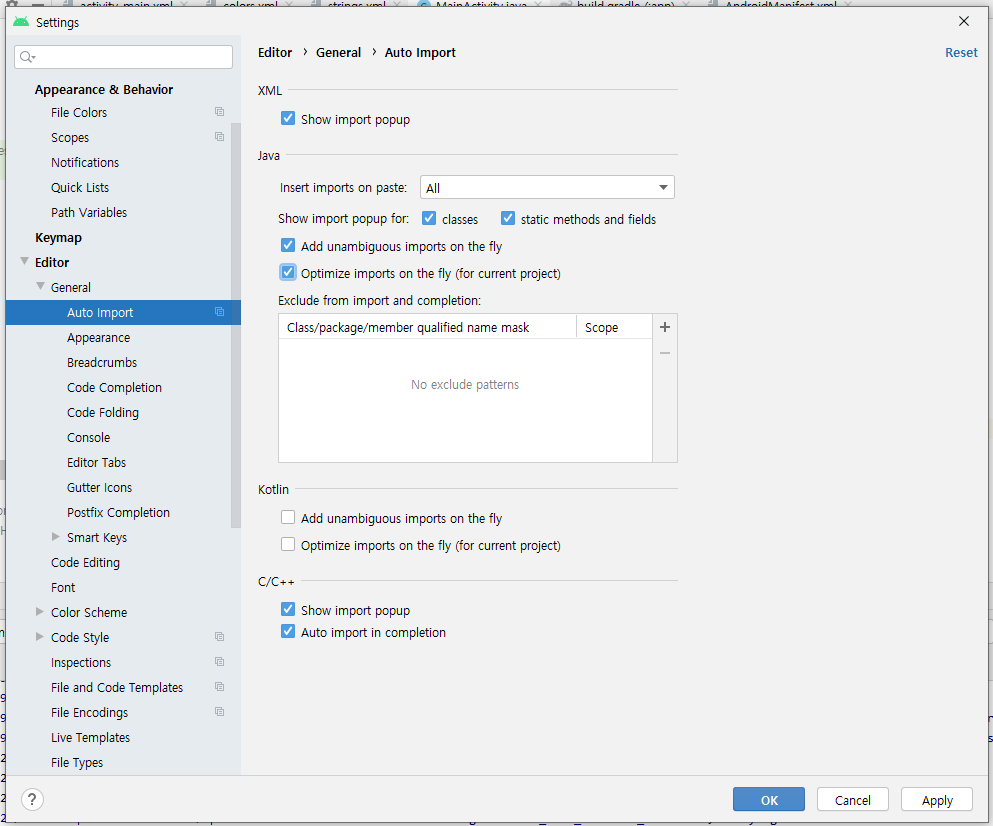 activity_main.xml
colors.xml
strings.xml
MainActivity.java
build.gradle (:app)
AndroidManifest.xml
Settings
Editor › General › Auto Import
Reset
Appearance & Behavior
File Colors
Scopes
Notifications
Quick Lists
Path Variables
Keymap
Editor
General
Auto Import
Appearance
Breadcrumbs
Code Completion
Code Folding
Console
Editor Tabs
Gutter Icons
Postfix Completion
Smart Keys
Code Editing
Font
Color Scheme
Code Style
Inspections
File and Code Templates
File Encodings
Live Templates
File Types
XML
Show import popup
Java
Insert imports on paste: All
Show import popup for: classes static methods and fields
Add unambiguous imports on the fly
Optimize imports on the fly (for current project)
Exclude from import and completion:
Class/package/member qualified name mask Scope
No exclude patterns
Kotlin
Add unambiguous imports on the fly
Optimize imports on the fly (for current project)
C/C++
Show import popup
Auto import in completion
? OK Cancel Apply